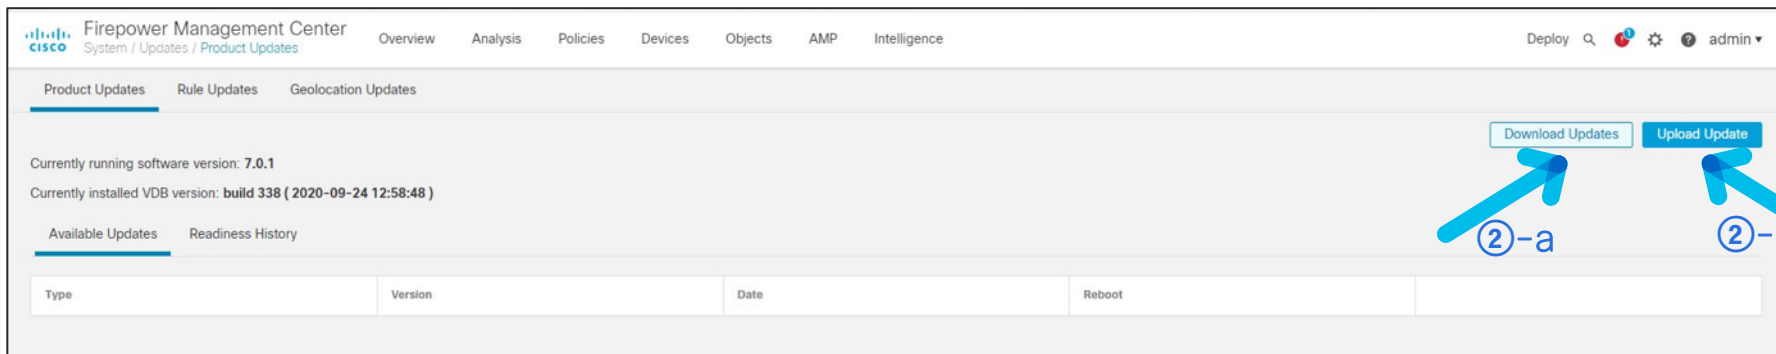 CISCO
Firepower Management Center
System / Updates / Product Updates
Overview Analysis Policies Devices Objects AMP Intelligence
Deploy 1 ? admin
Product Updates Rule Updates Geolocation Updates
Download Updates Upload Update
Currently running software version: 7.0.1
Currently installed VDB version: build 338 ( 2020-09-24 12:58:48 )
Available Updates Readiness History
②-a ②-
Type Version Date Reboot